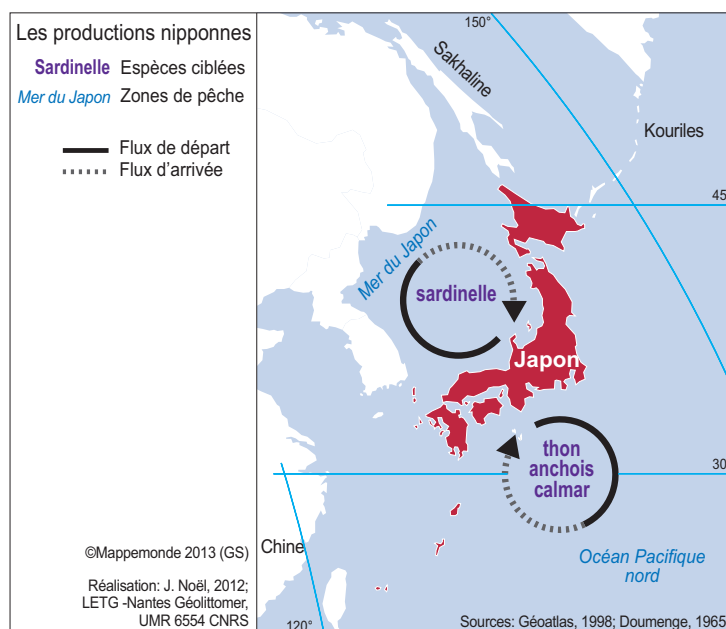 Les productions nipponnes
Sardinelle Espèces ciblées
Mer du Japon Zones de pêche
Flux de départ
Flux d'arrivée
150°
Sakhaline
Kouriles
45
Mer du Japon
sardinelle
Japon
thon
anchois
calmar
30
Chine
Océan Pacifique
nord
©Mappemonde 2013 (GS)
Réalisation: J. Noël, 2012;
LETG -Nantes Géolittomer,
UMR 6554 CNRS
120°
Sources: Géoatlas, 1998; Doumenge, 1965